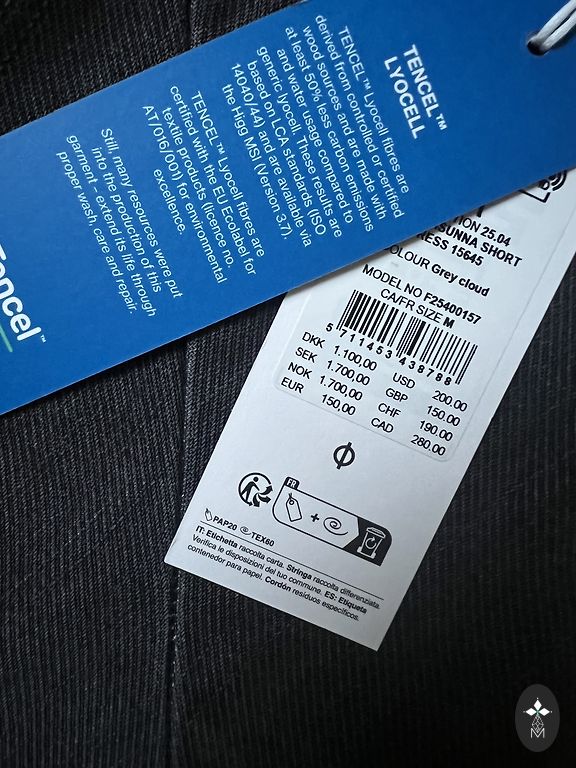 TENCEL™
LYOCELL
TENCEL™ Lyocell fibres are
derived from controlled or certified
wood sources and are made with
at least 50% less carbon emissions
and water usage compared to
generic lyocell. These results are
based on LCA standards (ISO
14040/44) and are available via
the Higg MSI (Version 3.7).
TENCEL™ Lyocell fibres are
certified with the EU Ecolabel for
textile products (licence no.
AT/016/001) for environmental
excellence.
Still, many resources were put
into the production of this
garment - extend its life through
proper wash care and repair.
Tencel™
25.04
SUNNA SHORT
15645
Grey cloud
MODEL NO F25400157
CA/FR SIZE M
5 711453 438788
DKK 1.100,00 USD 200.00
SEK 1.700,00 GBP 150.00
NOK 1.700,00 CHF 190.00
EUR 150,00 CAD 280.00
FR
+
PAP20 TEX60
IT: Etichetta raccolta carta. Stringa raccolta differenziata.
Verifica le disposizioni del tuo comune. ES: Etiqueta
contenedor para papel. Cordón residuos específicos.
M